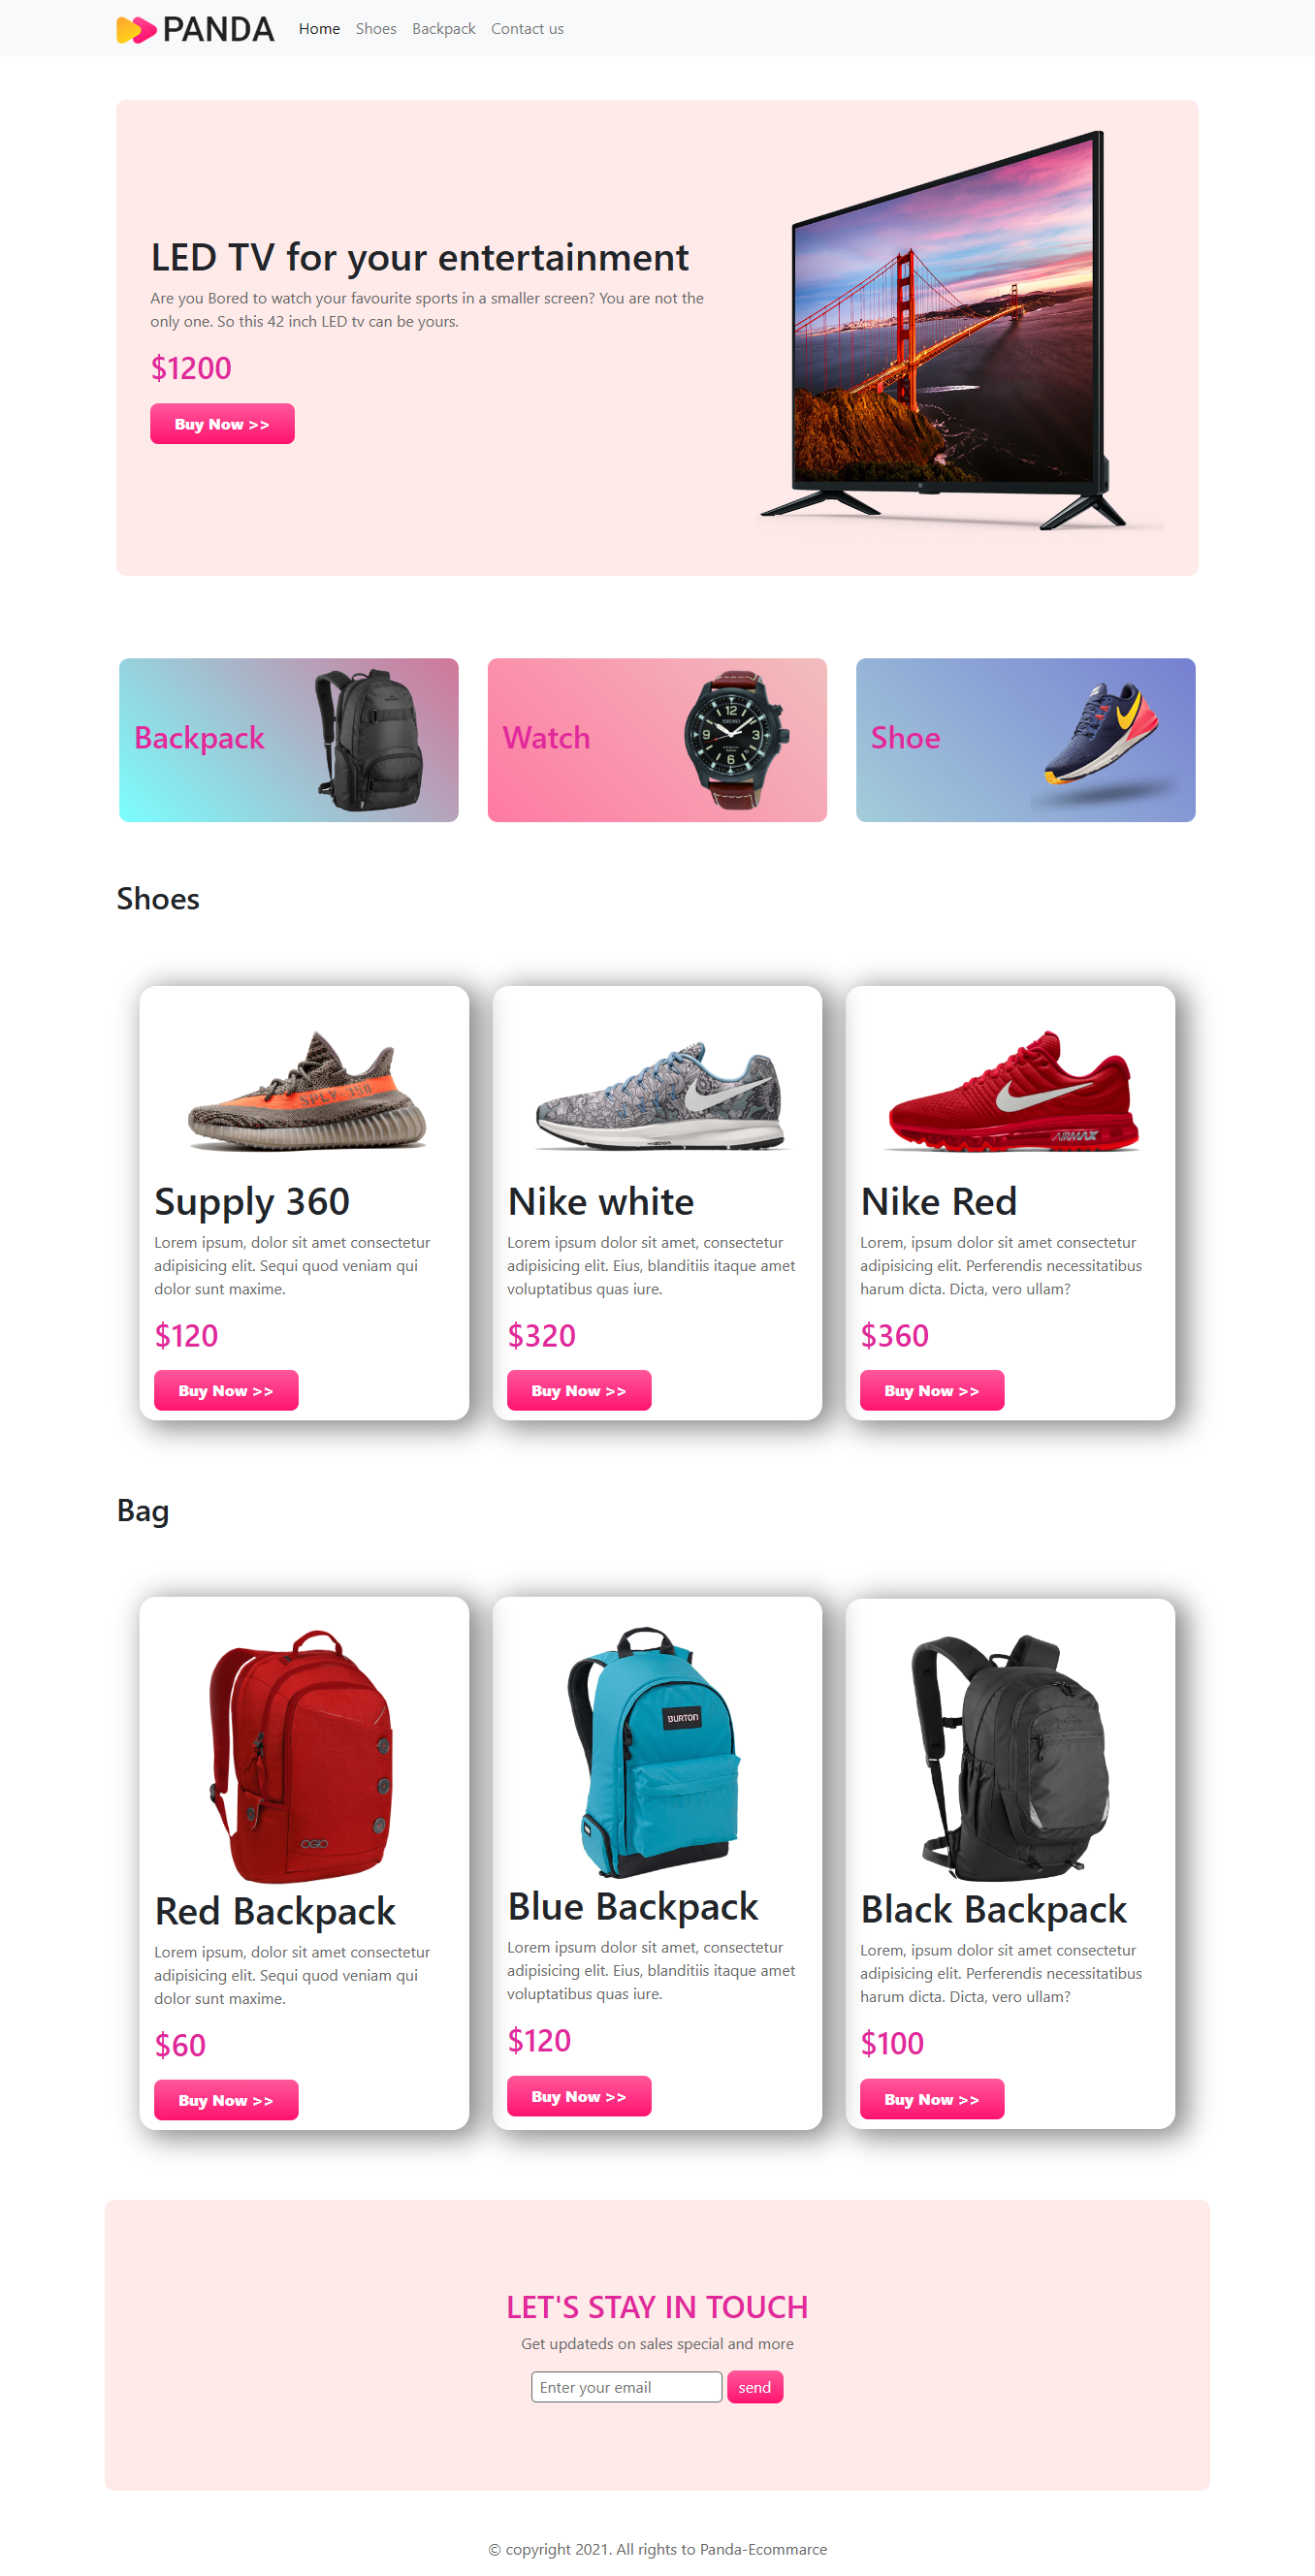 PANDA
Home Shoes Backpack Contact us
LED TV for your entertainment
Are you Bored to watch your favourite sports in a smaller screen? You are not the
only one. So this 42 inch LED tv can be yours.
$1200
Buy Now >>
Backpack
Watch
SEIKO
Shoe
Shoes
SPLY 350
Supply 360
Lorem ipsum, dolor sit amet consectetur
adipisicing elit. Sequi quod veniam qui
dolor sunt maxime.
$120
Buy Now >>
Nike white
Lorem ipsum dolor sit amet, consectetur
adipisicing elit. Eius, blanditiis itaque amet
voluptatibus quas iure.
$320
Buy Now >>
AIRMAX
Nike Red
Lorem, ipsum dolor sit amet consectetur
adipisicing elit. Perferendis necessitatibus
harum dicta. Dicta, vero ullam?
$360
Buy Now >>
Bag
OGIO
Red Backpack
Lorem ipsum, dolor sit amet consectetur
adipisicing elit. Sequi quod veniam qui
dolor sunt maxime.
$60
Buy Now >>
BURTON
Blue Backpack
Lorem ipsum dolor sit amet, consectetur
adipisicing elit. Eius, blanditiis itaque amet
voluptatibus quas iure.
$120
Buy Now >>
Black Backpack
Lorem, ipsum dolor sit amet consectetur
adipisicing elit. Perferendis necessitatibus
harum dicta. Dicta, vero ullam?
$100
Buy Now >>
LET'S STAY IN TOUCH
Get updateds on sales special and more
Enter your email send
© copyright 2021. All rights to Panda-Ecommarce